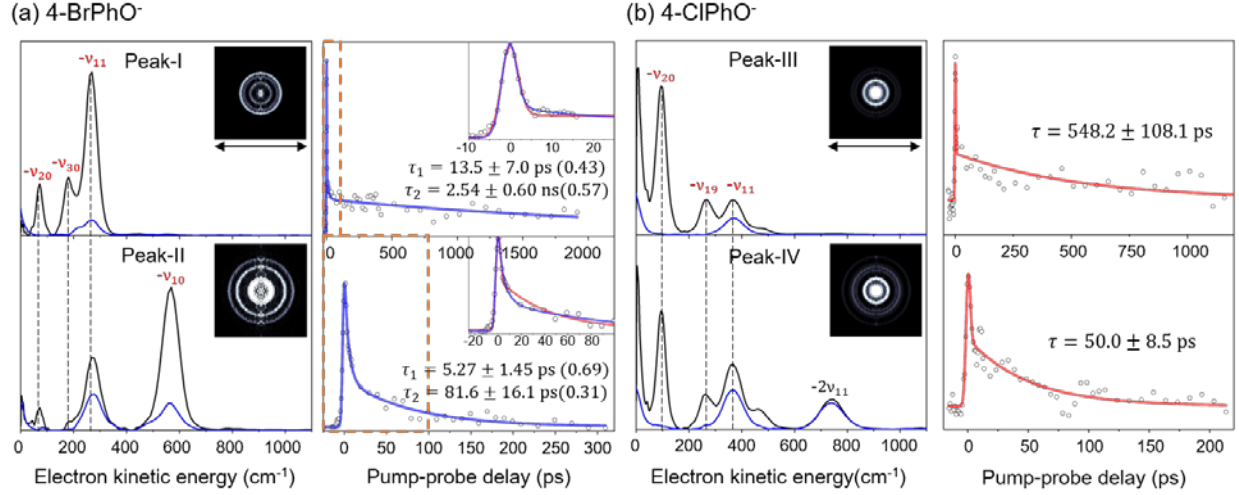 (a) 4-BrPhO⁻
Peak-I
-ν₁₁
-ν₂₀
-ν₃₀
-10 0 10 20
τ₁ = 13.5 ± 7.0 ps (0.43)
τ₂ = 2.54 ± 0.60 ns(0.57)
0 500 1000 1500 2000
Peak-II
-ν₁₀
-20 0 20 40 60 80
τ₁ = 5.27 ± 1.45 ps (0.69)
τ₂ = 81.6 ± 16.1 ps(0.31)
0 200 400 600 800 1000
0 50 100 150 200 250 300
Electron kinetic energy (cm⁻¹)
Pump-probe delay (ps)
(b) 4-ClPhO⁻
Peak-III
-ν₂₀
-ν₁₉
-ν₁₁
τ = 548.2 ± 108.1 ps
0 250 500 750 1000
Peak-IV
-2ν₁₁
τ = 50.0 ± 8.5 ps
0 200 400 600 800 1000
0 50 100 150 200
Electron kinetic energy (cm⁻¹)
Pump-probe delay (ps)